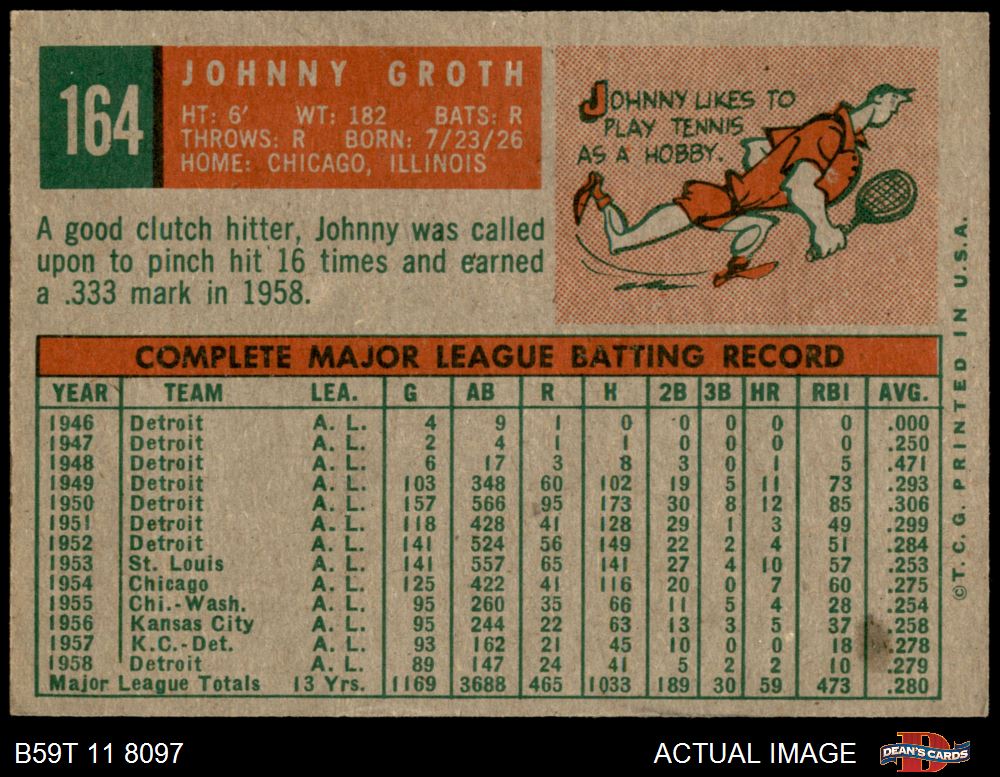 164
JOHNNY GROTH
HT: 6' WT: 182 BATS: R
THROWS: R BORN: 7/23/26
HOME: CHICAGO, ILLINOIS
JOHNNY LIKES TO
PLAY TENNIS
AS A HOBBY.
A good clutch hitter, Johnny was called
upon to pinch hit 16 times and earned
a .333 mark in 1958.
COMPLETE MAJOR LEAGUE BATTING RECORD
YEAR TEAM LEA. G AB R H 2B 3B HR RBI AVG.
1946 Detroit A. L. 4 9 1 0 0 0 0 0 .000
1947 Detroit A. L. 2 4 1 1 0 0 0 0 .250
1948 Detroit A. L. 6 17 3 8 3 0 1 5 .471
1949 Detroit A. L. 103 348 60 102 19 5 11 73 .293
1950 Detroit A. L. 157 566 95 173 30 8 12 85 .306
1951 Detroit A. L. 118 428 41 128 29 1 3 49 .299
1952 Detroit A. L. 141 524 56 149 22 2 4 51 .284
1953 St. Louis A. L. 141 557 65 141 27 4 10 57 .253
1954 Chicago A. L. 125 422 41 116 20 0 7 60 .275
1955 Chi.-Wash. A. L. 95 260 35 66 11 5 4 28 .254
1956 Kansas City A. L. 95 244 22 63 13 3 5 37 .258
1957 K.C.-Det. A. L. 93 162 21 45 10 0 0 18 .278
1958 Detroit A. L. 89 147 24 41 5 2 2 10 .279
Major League Totals 13 Yrs. 1169 3688 465 1033 189 30 59 473 .280
©T. C. G. PRINTED IN U.S.A.
B59T 11 8097
ACTUAL IMAGE
DEAN'S CARDS